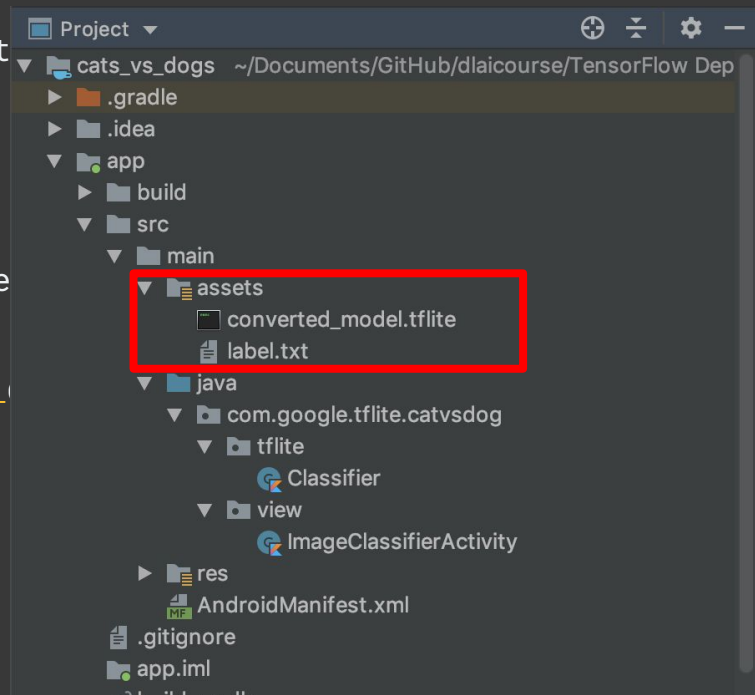 Project
cats_vs_dogs ~/Documents/GitHub/dlaicourse/TensorFlow Dep
.gradle
.idea
app
build
src
main
assets
converted_model.tflite
label.txt
java
com.google.tflite.catvsdog
tflite
Classifier
view
ImageClassifierActivity
res
MF AndroidManifest.xml
.gitignore
app.iml